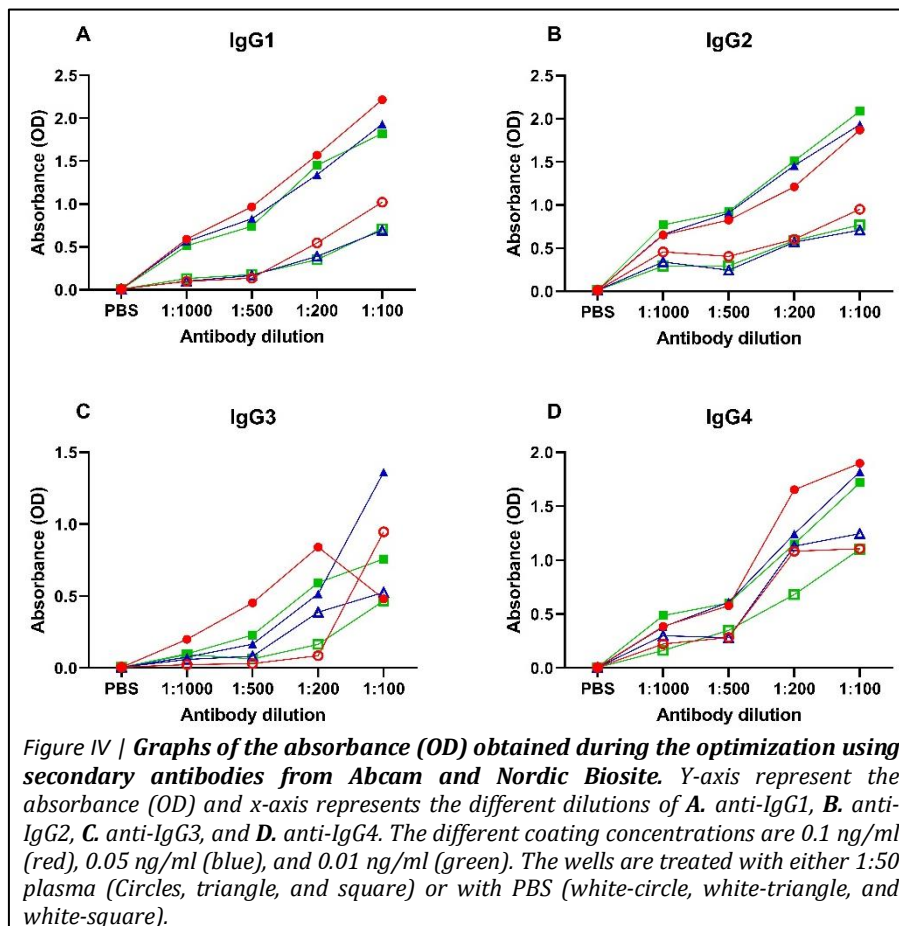 A
IgG1
Absorbance (OD)
2.5
2.0
1.5
1.0
0.5
0.0
PBS 1:1000 1:500 1:200 1:100
Antibody dilution
B
IgG2
Absorbance (OD)
2.5
2.0
1.5
1.0
0.5
0.0
PBS 1:1000 1:500 1:200 1:100
Antibody dilution
C
IgG3
Absorbance (OD)
1.5
1.0
0.5
0.0
PBS 1:1000 1:500 1:200 1:100
Antibody dilution
D
IgG4
Absorbance (OD)
2.0
1.5
1.0
0.5
0.0
PBS 1:1000 1:500 1:200 1:100
Antibody dilution
Figure IV | Graphs of the absorbance (OD) obtained during the optimization using
secondary antibodies from Abcam and Nordic Biosite. Y-axis represent the
absorbance (OD) and x-axis represents the different dilutions of A. anti-IgG1, B. anti-
IgG2, C. anti-IgG3, and D. anti-IgG4. The different coating concentrations are 0.1 ng/ml
(red), 0.05 ng/ml (blue), and 0.01 ng/ml (green). The wells are treated with either 1:50
plasma (Circles, triangle, and square) or with PBS (white-circle, white-triangle, and
white-square).